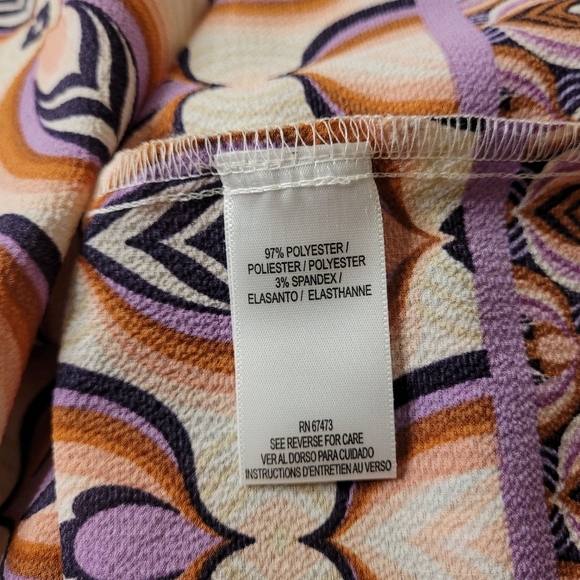 97% POLYESTER /
POLIESTER / POLYESTER
3% SPANDEX /
ELASANTO / ELASTHANNE
RN 67473
SEE REVERSE FOR CARE
VER AL DORSO PARA CUIDADO
INSTRUCTIONS D'ENTRETIEN AU VERSO